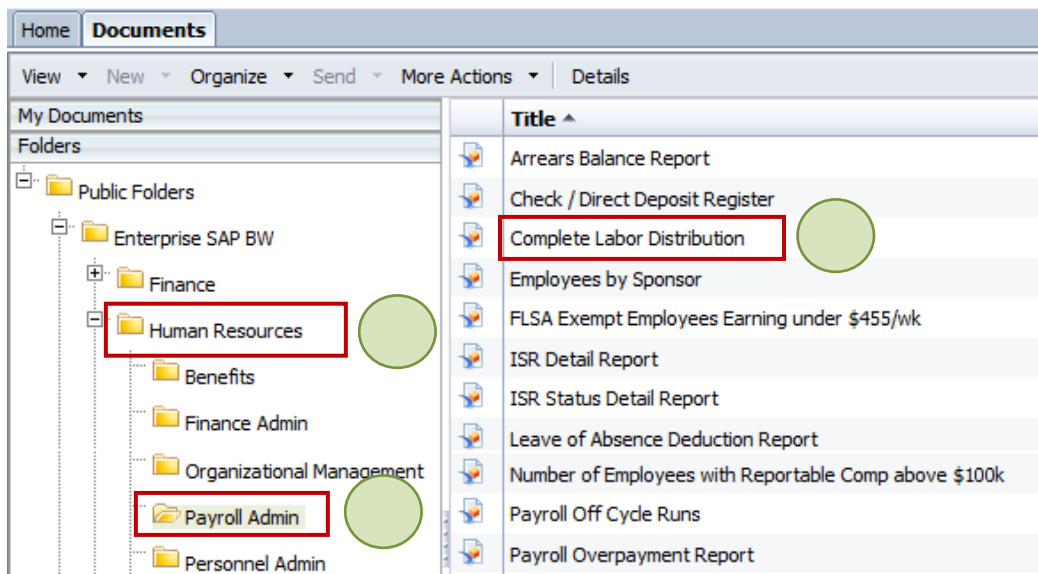 Home Documents
View New Organize Send More Actions Details
My Documents
Folders
Public Folders
Enterprise SAP BW
Finance
Human Resources
Benefits
Finance Admin
Organizational Management
Payroll Admin
Personnel Admin
Title
Arrears Balance Report
Check / Direct Deposit Register
Complete Labor Distribution
Employees by Sponsor
FLSA Exempt Employees Earning under $455/wk
ISR Detail Report
ISR Status Detail Report
Leave of Absence Deduction Report
Number of Employees with Reportable Comp above $100k
Payroll Off Cycle Runs
Payroll Overpayment Report